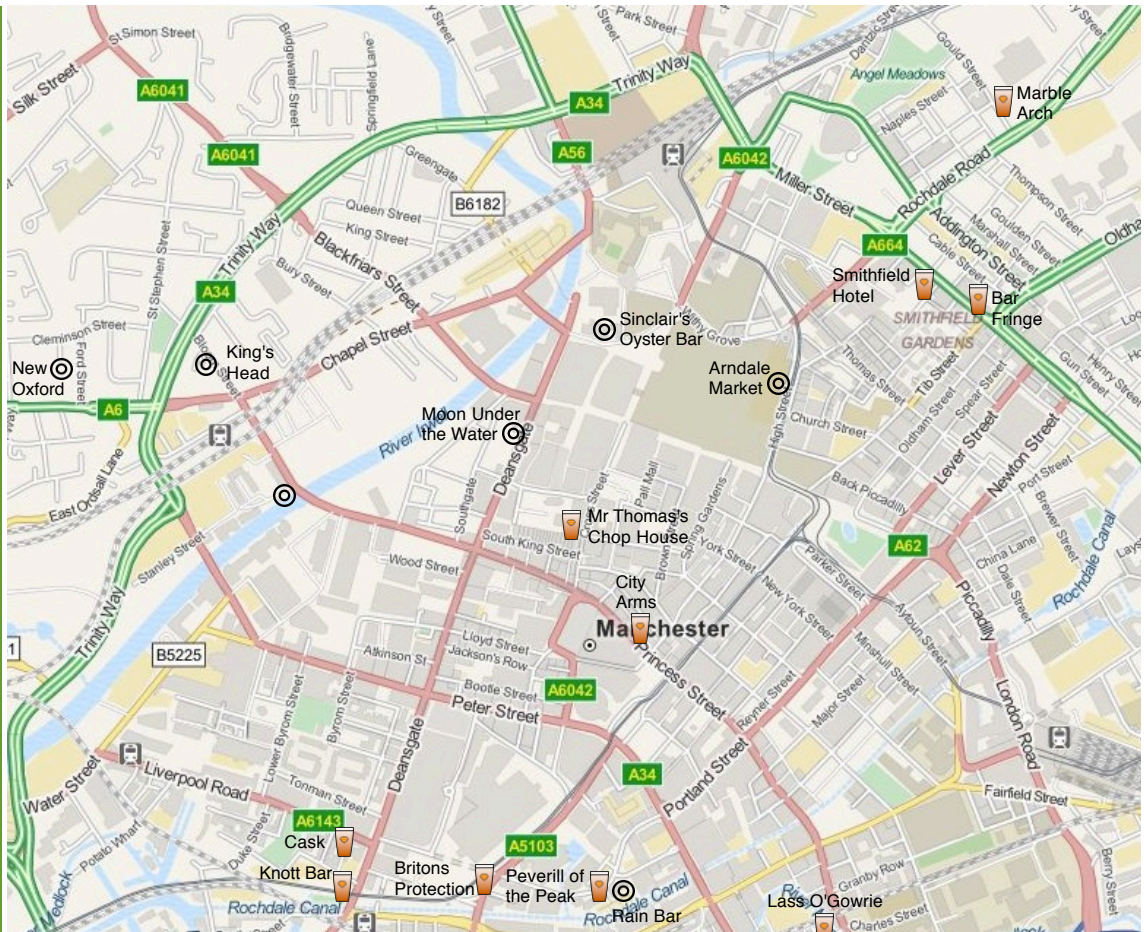 St Simon Street
Park Street
Dantzic St
Gould Street
Silk Street
Bridgewater Street
Springfield Lane
Trinity Way
Angel Meadows
A6041
A34
Naples Street
Marble
Arch
A6041
Greengate
A56
A6042
Rochdale Road
Miller Street
Thompson Street
B6182
Queen Street
King Street
Addington Street
Goulden Street
Marshall Street
Cable Street
St Stephen Street
Trinity Way
Blackfriars Street
A664
Oldha
Bury Street
Smithfield
Hotel
A34
Bar
Fringe
Cleminson Street
Chapel Street
Sinclair's
Oyster Bar
Withy Grove
SMITHFIELD
GARDENS
New
Oxford
Ford Street
King's
Head
Arndale
Market
Thomas Street
Tib Street
Spear Street
Gun Street
Henry Street
A6
Moon Under
the Water
High Street
Church Street
Oldham Street
Lever Street
Newton Street
River Irwell
Deansgate
East Ordsall Lane
Pall Mall
Spring Gardens
Back Piccadilly
Port Street
Southgate
Brewer Street
Mr Thomas's
Chop House
Rochdale Canal
South King Street
York Street
A62
Stanley Street
Wood Street
Parker Street
China Lane
Dale Street
City
Arms
New York Street
Piccadilly
Aytoun Street
Trinity Way
Manchester
1
B5225
Lloyd Street
Jackson's Row
Atkinson St
Princess Street
Minshull Street
Bootle Street
A6042
Peter Street
Reyner Street
Major Street
London Road
Lower Byrom Street
Byrom Street
Deansgate
Water Street
Liverpool Road
Tonman Street
A34
Portland Street
Fairfield Street
A6143
Cask
Duke Street
Potato Wharf
A5103
Knott Bar
Britons
Protection
Peverill of
the Peak
Granby Row
Berry Street
Medlock
Rochdale Canal
Rochdale Canal
Rain Bar
Lass O'Gowrie
Charles Street